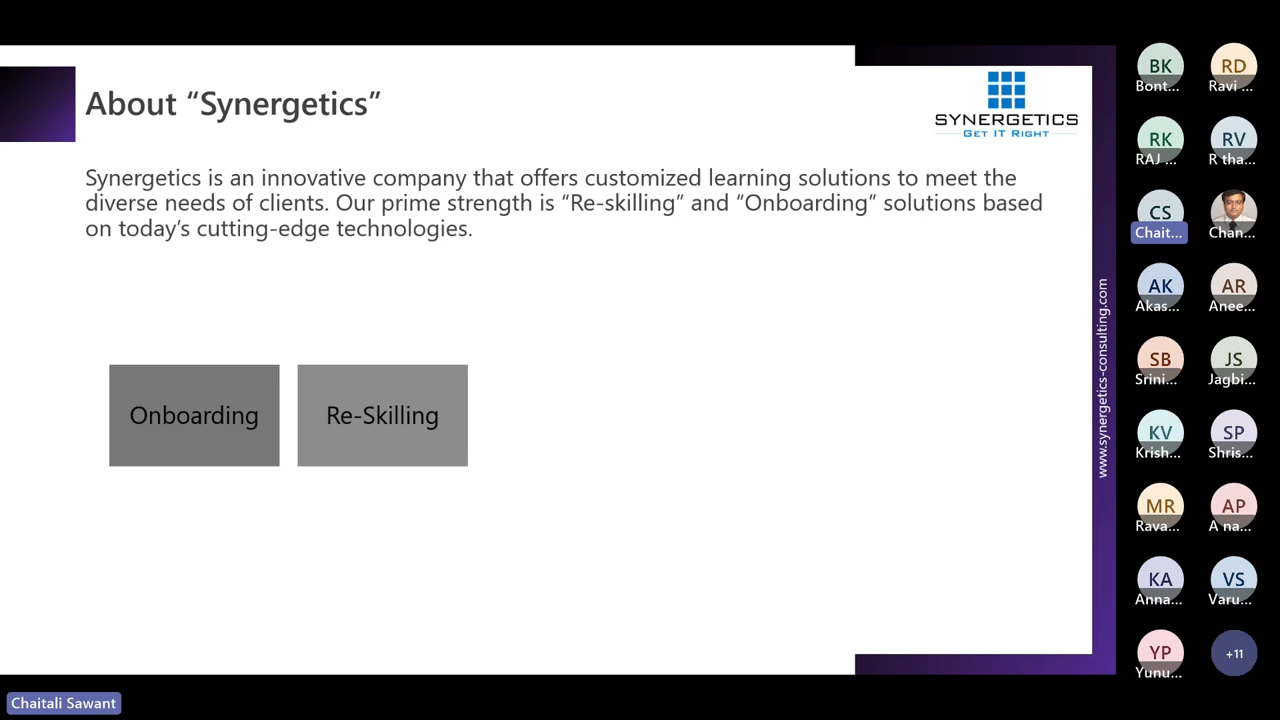 About “Synergetics”
SYNERGETICS
GET IT RIGHT
Synergetics is an innovative company that offers customized learning solutions to meet the
diverse needs of clients. Our prime strength is “Re-skilling” and “Onboarding” solutions based
on today’s cutting-edge technologies.
Onboarding
Re-Skilling
www.synergetics-consulting.com
BK
Bont...
RD
Ravi ...
RK
RAJ ...
RV
R tha...
CS
Chait...
Chan...
AK
Akas...
AR
Anee...
SB
Srini...
JS
Jagbi...
KV
Krish...
SP
Shris...
MR
Rava...
AP
A na...
KA
Anna...
VS
Varu...
YP
Yunu...
+11
Chaitali Sawant